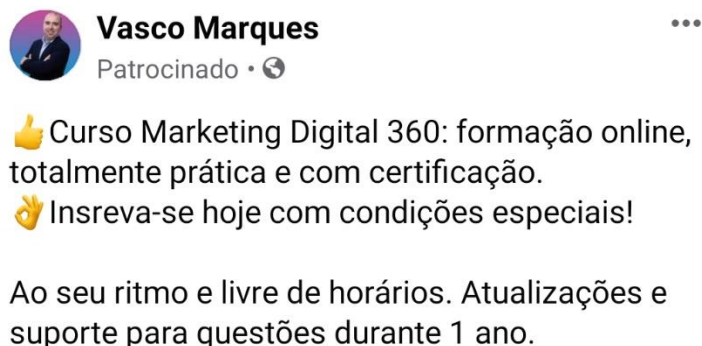 Vasco Marques
Patrocinado •
👍Curso Marketing Digital 360: formação online,
totalmente prática e com certificação.
👌Insreva-se hoje com condições especiais!
Ao seu ritmo e livre de horários. Atualizações e
suporte para questões durante 1 ano.